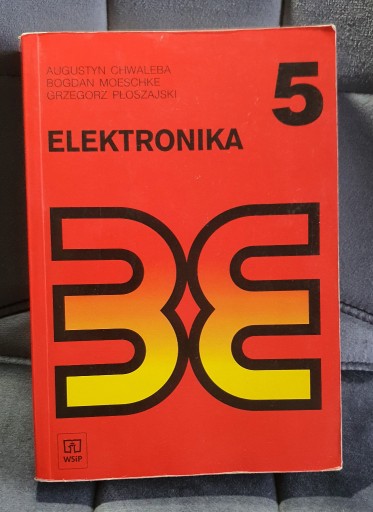 AUGUSTYN CHWALEBA
BOGDAN MOESCHKE
GRZEGORZ PŁOSZAJSKI
5
ELEKTRONIKA
WSiP